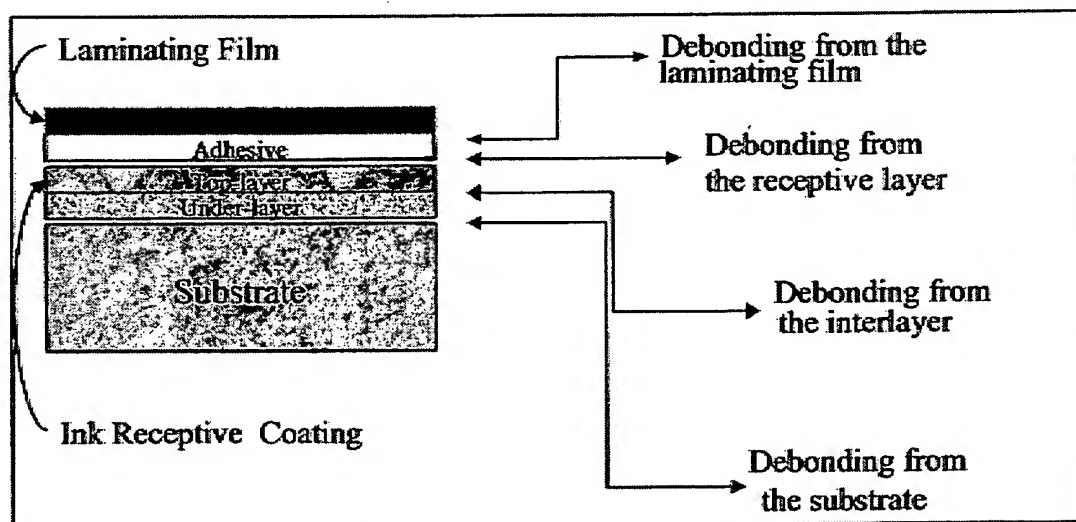 Laminating Film
Debonding from the
laminating film
Adhesive
Top-layer
Under-layer
Debonding from
the receptive layer
Substrate
Debonding from
the interlayer
Ink Receptive Coating
Debonding from
the substrate